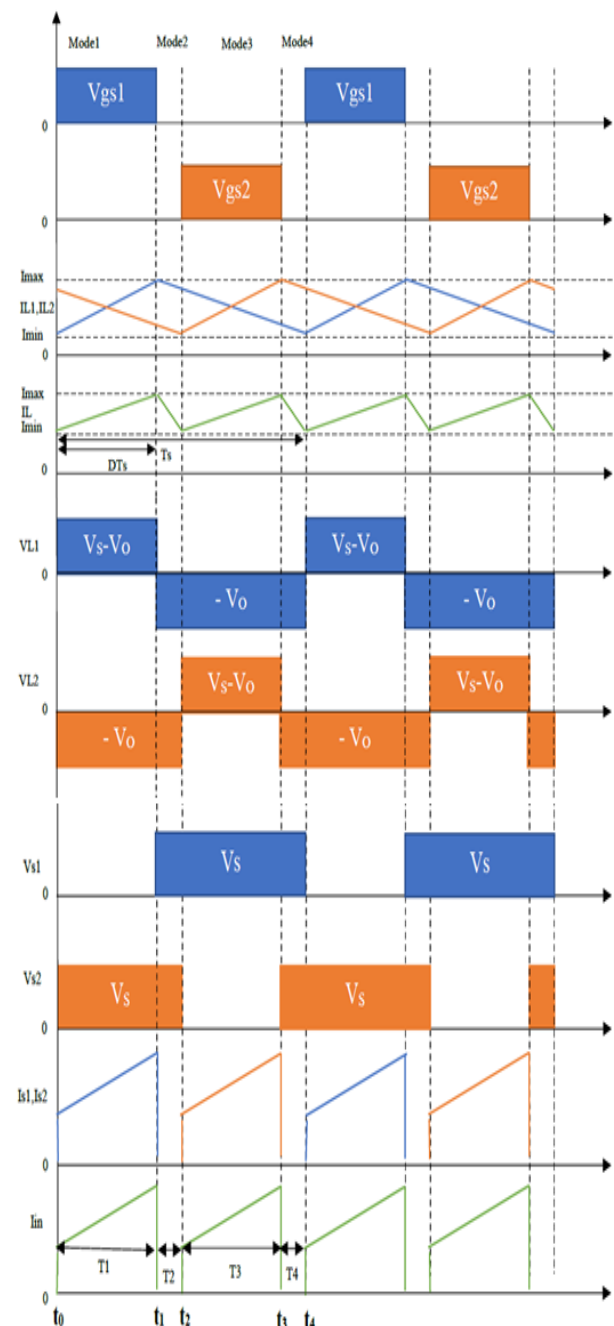 Mode1 Mode2 Mode3 Mode4
Vgs1 Vgs1
0
Vgs2 Vgs2
0
Imax
IL1,IL2
Imin
0
Imax
IL
Imin
Ts
DTs
0
VL1 Vs-Vo Vs-Vo
0
- Vo - Vo
VL2 Vs-Vo Vs-Vo
0
- Vo - Vo
Vs1 Vs Vs
0
Vs2 Vs Vs
0
Is1,Is2
0
Iin
T1 T2 T3 T4
0
t0 t1 t2 t3 t4